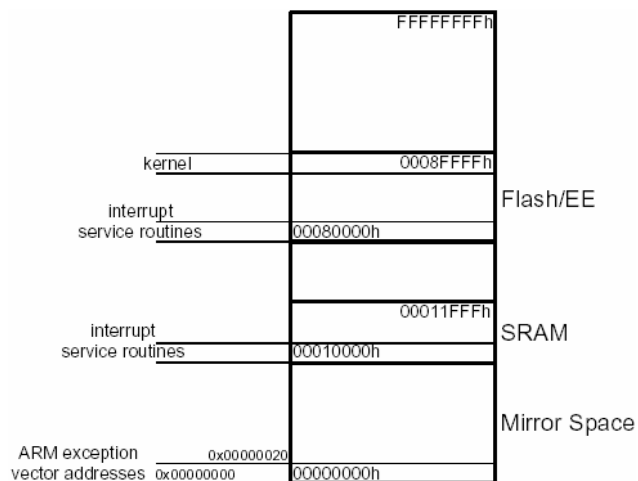 FFFFFFFFh
kernel
0008FFFFh
Flash/EE
interrupt
service routines
00080000h
00011FFFh
SRAM
interrupt
service routines
00010000h
Mirror Space
ARM exception
0x00000020
vector addresses
0x00000000
00000000h